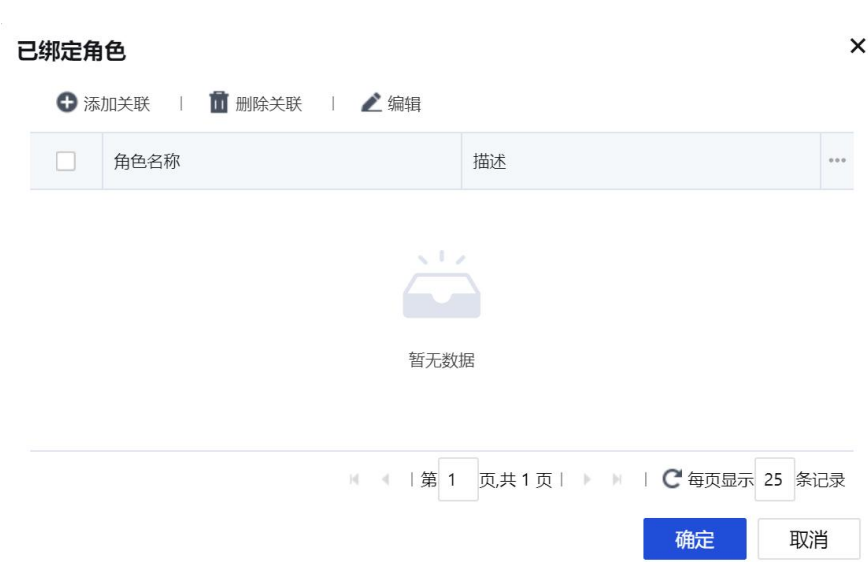 已绑定角色
添加关联 | 删除关联 | 编辑
角色名称 描述 •••
暂无数据
|第 1 页,共 1 页| | 每页显示 25 条记录
确定 取消